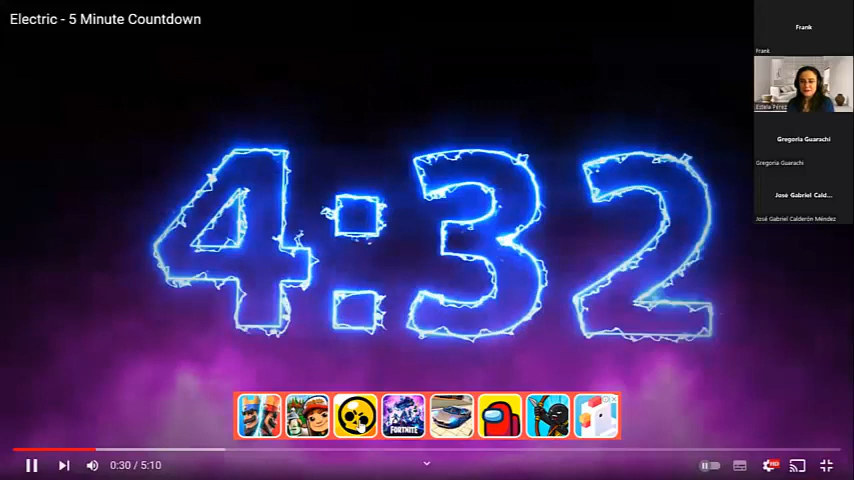 Electric - 5 Minute Countdown
Frank
Frank
Estela Pérez
Gregoria Guarachi
Gregoria Guarachi
José Gabriel Cald...
José Gabriel Calderón Méndez
4:32
FORTNITE
0:30 / 5:10
HD